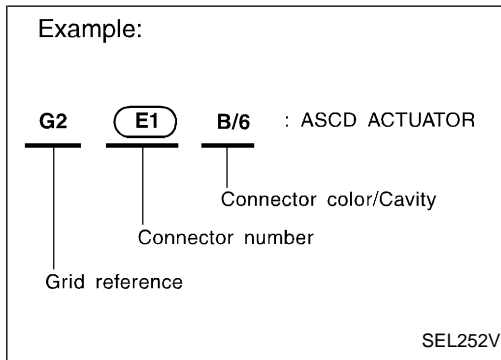 Example:
G2 E1 B/6 : ASCD ACTUATOR
Connector color/Cavity
Connector number
Grid reference
SEL252V